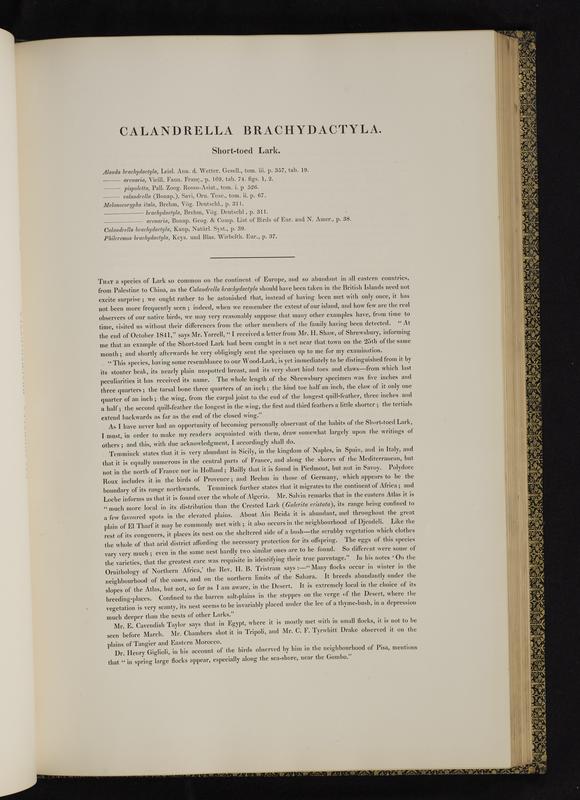 CALANDRELLA BRACHYDACTYLA.
Short-toed Lark.
Alauda brachydactyla, Leisl. Ann. d. Wetter. Gesell., tom. iii. p. 357, tab. 19.
—— arenaria, Vieill. Faun. Franç., p. 169, tab. 74. figs. 1, 2.
—— pispoletta, Pall. Zoog. Rosso-Asiat., tom. i. p 526.
—— calandrella (Bonap.), Savi, Orn. Tosc., tom. ii. p. 67.
Melanocorypha itala, Brehm, Vög. Deutschl., p. 311.
—— brachydactyla, Brehm, Vög. Deutschl., p. 311.
—— arenaria, Bonap. Geog. & Comp. List of Birds of Eur. and N. Amer., p. 38.
Calandrella brachydactyla, Kaup, Natürl. Syst., p. 39.
Phileremos brachydactyla, Keys. und Blas. Wirbelth. Eur., p. 37.
That a species of Lark so common on the continent of Europe, and so abundant in all eastern countries,
from Palestine to China, as the Calandrella brachydactyla should have been taken in the British Islands need not
excite surprise; we ought rather to be astonished that, instead of having been met with only once, it has
not been more frequently seen; indeed, when we remember the extent of our island, and how few are the real
observers of our native birds, we may very reasonably suppose that many other examples have, from time to
time, visited us without their differences from the other members of the family having been detected. "At
the end of October 1841," says Mr. Yarrell, "I received a letter from Mr. H. Shaw, of Shrewsbury, informing
me that an example of the Short-toed Lark had been caught in a net near that town on the 25th of the same
month; and shortly afterwards he very obligingly sent the specimen up to me for my examination.
"This species, having some resemblance to our Wood-Lark, is yet immediately to be distinguished from it by
its stouter beak, its nearly plain unspotted breast, and its very short hind toes and claws—from which last
peculiarities it has received its name. The whole length of the Shrewsbury specimen was five inches and
three quarters; the tarsal bone three quarters of an inch; the hind toe half an inch, the claw of it only one
quarter of an inch; the wing, from the carpal joint to the end of the longest quill-feather, three inches and
a half; the second quill-feather the longest in the wing, the first and third feathers a little shorter; the tertials
extend backwards as far as the end of the closed wing."
As I have never had an opportunity of becoming personally observant of the habits of the Short-toed Lark,
I must, in order to make my readers acquainted with them, draw somewhat largely upon the writings of
others; and this, with due acknowledgment, I accordingly shall do.
Temminck states that it is very abundant in Sicily, in the kingdom of Naples, in Spain, and in Italy, and
that it is equally numerous in the central parts of France, and along the shores of the Mediterranean, but
not in the north of France nor in Holland; Bailly that it is found in Piedmont, but not in Savoy. Polydore
Roux includes it in the birds of Provence; and Brehm in those of Germany, which appears to be the
boundary of its range northwards. Temminck further states that it migrates to the continent of Africa; and
Loche informs us that it is found over the whole of Algeria. Mr. Salvin remarks that in the eastern Atlas it is
"much more local in its distribution than the Crested Lark (Galerita cristata), its range being confined to
a few favoured spots in the elevated plains. About Ain Beida it is abundant, and throughout the great
plain of El Tharf it may be commonly met with; it also occurs in the neighbourhood of Djendeli. Like the
rest of its congeners, it places its nest on the sheltered side of a bush—the scrubby vegetation which clothes
the whole of that arid district affording the necessary protection for its offspring. The eggs of this species
vary very much; even in the same nest hardly two similar ones are to be found. So different were some of
the varieties, that the greatest care was requisite in identifying their true parentage." In his notes 'On the
Ornithology of Northern Africa,' the Rev. H. B. Tristram says:—"Many flocks occur in winter in the
neighbourhood of the oases, and on the northern limits of the Sahara. It breeds abundantly under the
slopes of the Atlas, but not, so far as I am aware, in the Desert. It is extremely local in the choice of its
breeding-places. Confined to the barren salt-plains in the steppes on the verge of the Desert, where the
vegetation is very scanty, its nest seems to be invariably placed under the lee of a thyme-bush, in a depression
much deeper than the nests of other Larks."
Mr. E. Cavendish Taylor says that in Egypt, where it is mostly met with in small flocks, it is not to be
seen before March. Mr. Chambers shot it in Tripoli, and Mr. C. F. Tyrwhitt Drake observed it on the
plains of Tangier and Eastern Morocco.
Dr. Henry Giglioli, in his account of the birds observed by him in the neighbourhood of Pisa, mentions
that "in spring large flocks appear, especially along the sea-shore, near the Gombo."